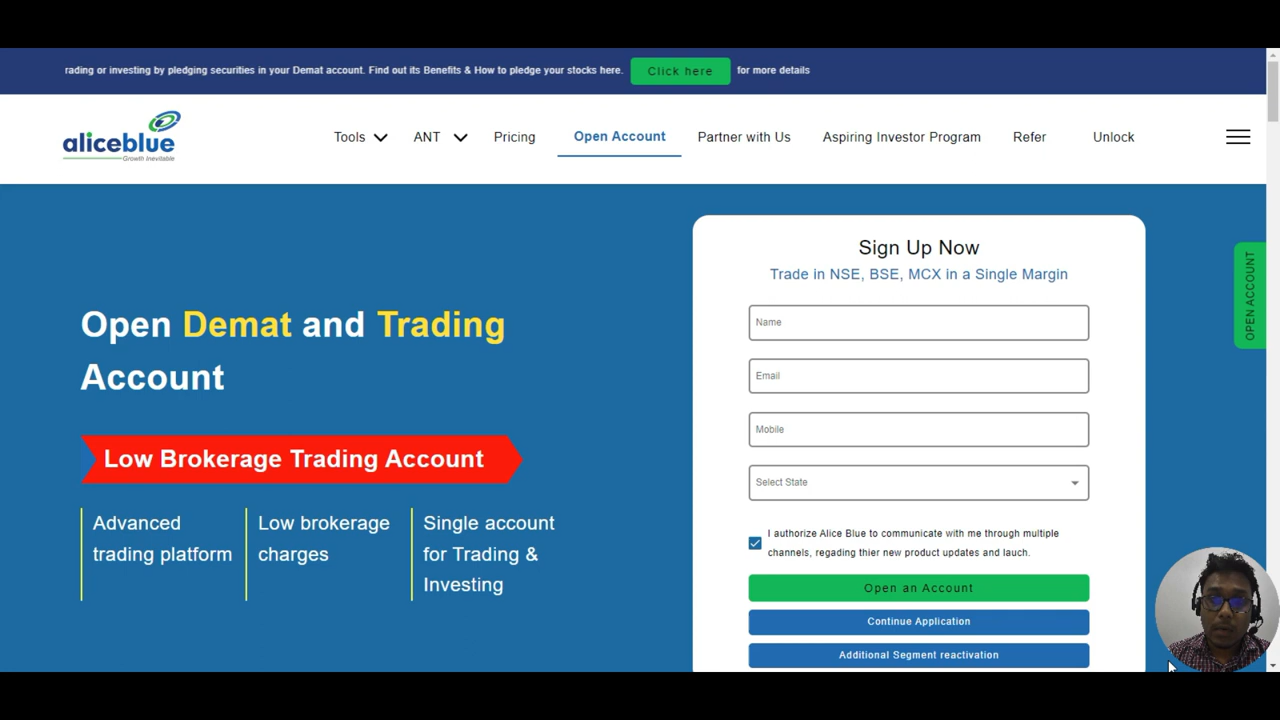 rading or investing by pledging securities in your Demat account. Find out its Benefits & How to pledge your stocks here. Click here for more details
aliceblue
Growth Inevitable
Tools ANT Pricing Open Account Partner with Us Aspiring Investor Program Refer Unlock
Open Demat and Trading
Account
Low Brokerage Trading Account
Advanced
trading platform
Low brokerage
charges
Single account
for Trading &
Investing
Sign Up Now
Trade in NSE, BSE, MCX in a Single Margin
Name
Email
Mobile
Select State
I authorize Alice Blue to communicate with me through multiple
channels, regading thier new product updates and lauch.
Open an Account
Continue Application
Additional Segment reactivation
OPEN ACCOUNT